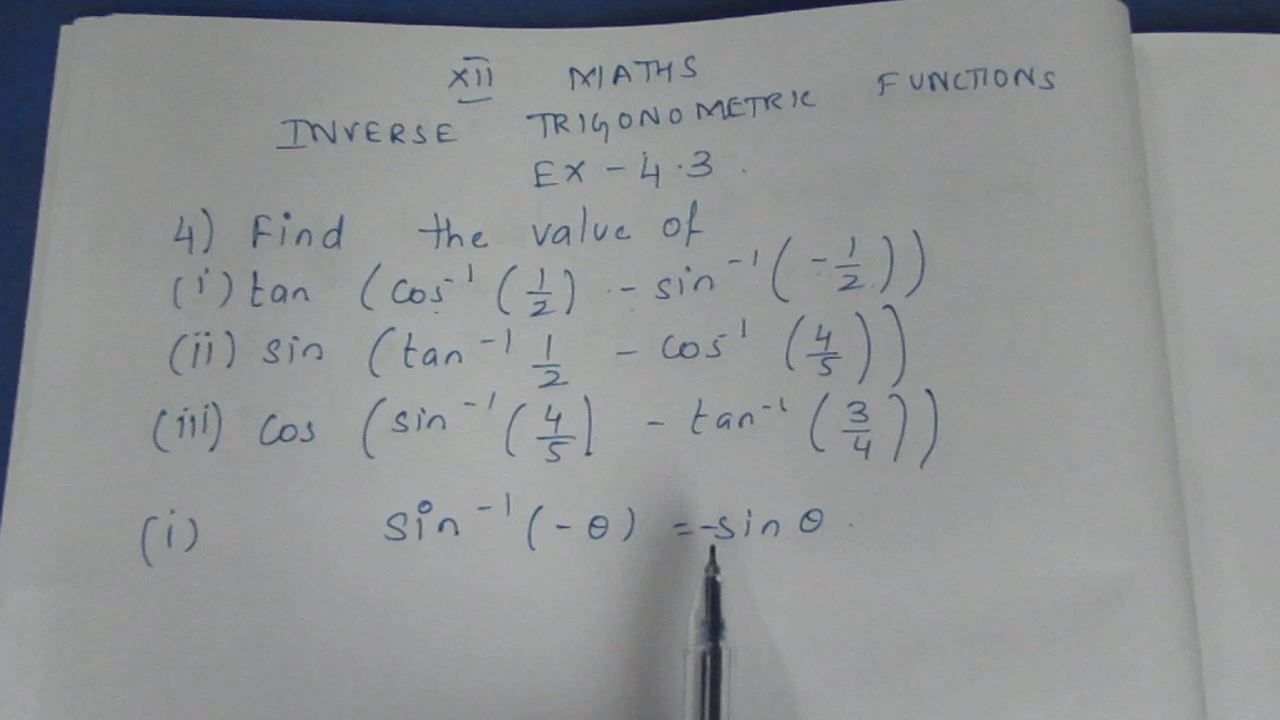 XII MATHS
INVERSE TRIGONOMETRIC FUNCTIONS
EX - 4.3.
4) Find the value of
(i) tan (cos⁻¹(1/2) - sin⁻¹(-1/2))
(ii) sin (tan⁻¹ 1/2 - cos⁻¹(4/5))
(iii) cos (sin⁻¹(4/5) - tan⁻¹(3/4))
(i) sin⁻¹(-θ) = -sin θ.